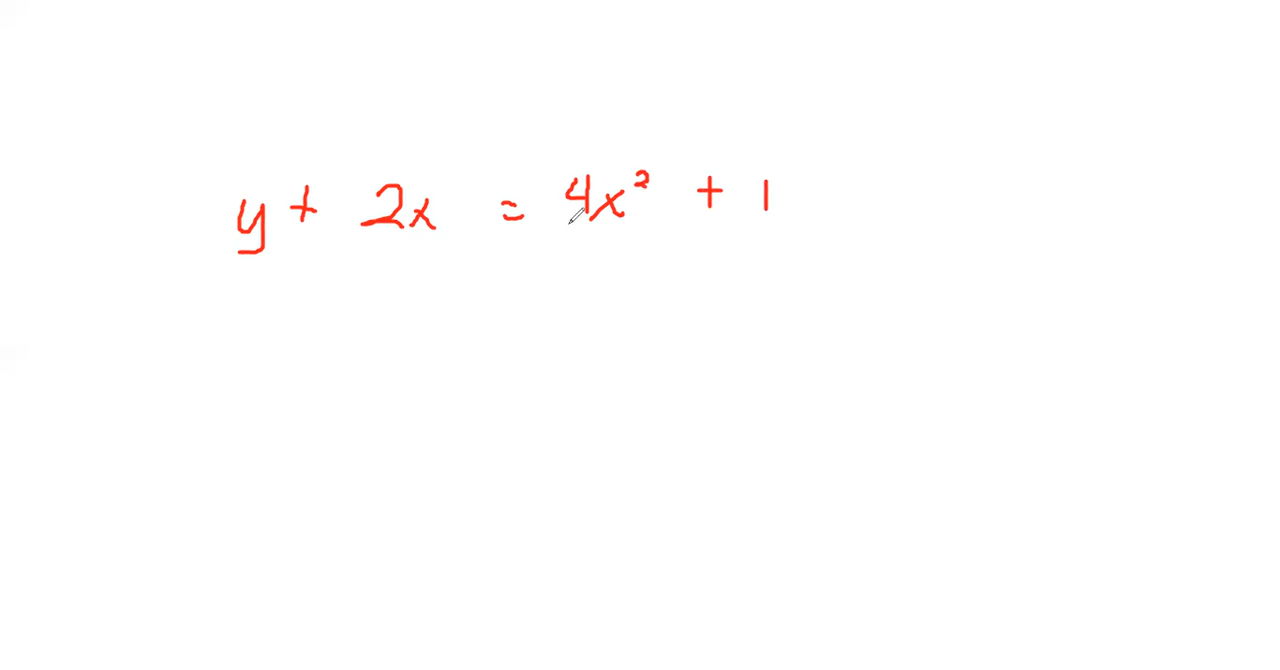 y + 2x = 4x² + 1